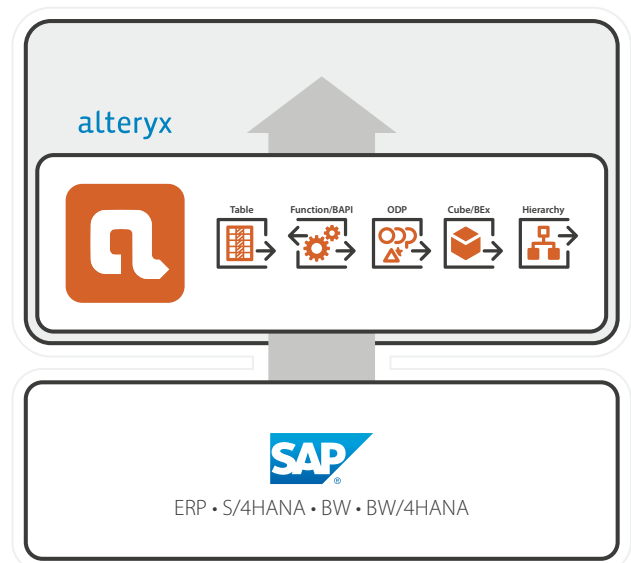 alteryx
Table Function/BAPI ODP Cube/BEx Hierarchy
SAP ®
ERP • S/4HANA • BW • BW/4HANA